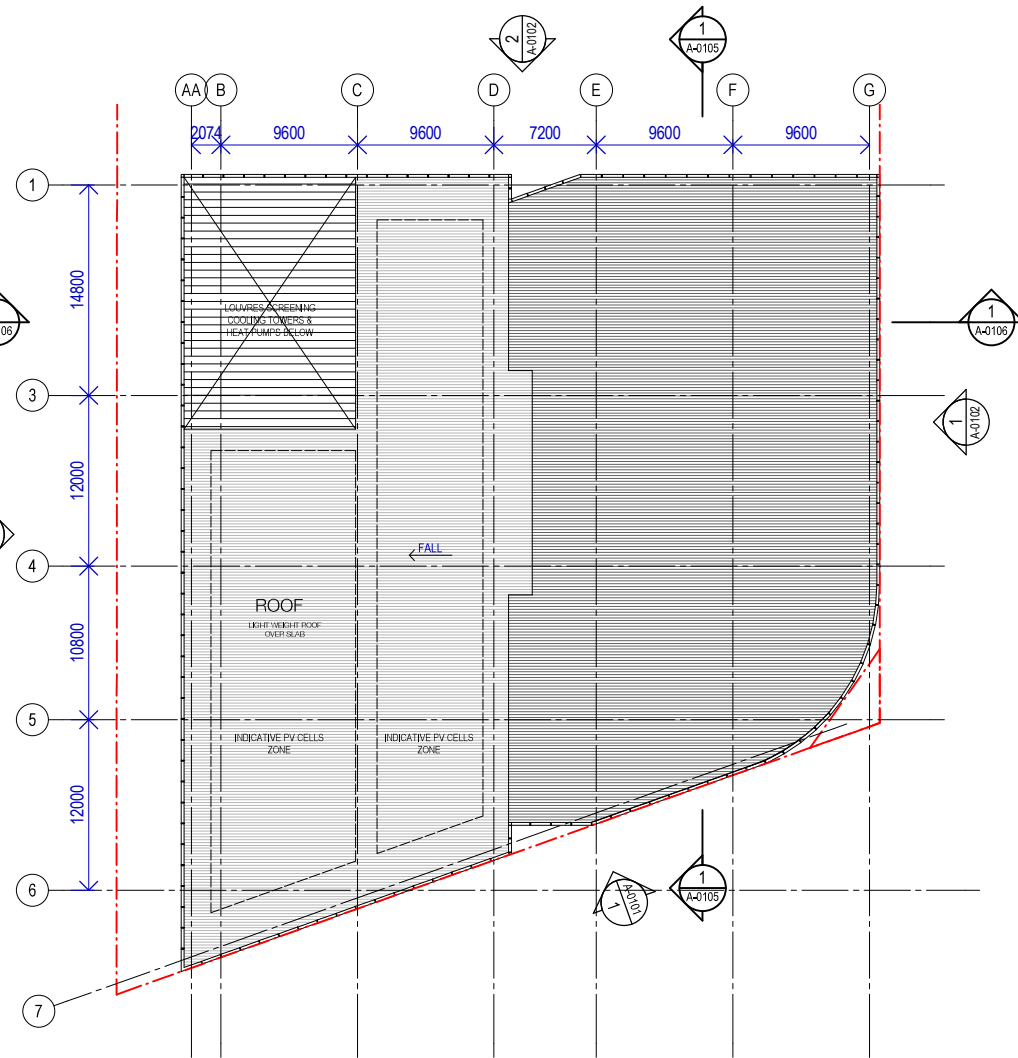 2
A-0102
1
A-0105
AA
B
C
D
E
F
G
2074
9600
9600
7200
9600
9600
1
14800
LOUVRES SCREENING
COOLING TOWERS &
HEAT PUMPS BELOW
06
1
A-0106
3
1
A-0102
12000
FALL
4
ROOF
LIGHT WEIGHT ROOF
OVER SLAB
10800
5
INDICATIVE PV CELLS
ZONE
INDICATIVE PV CELLS
ZONE
12000
6
1
A-0101
1
A-0105
7